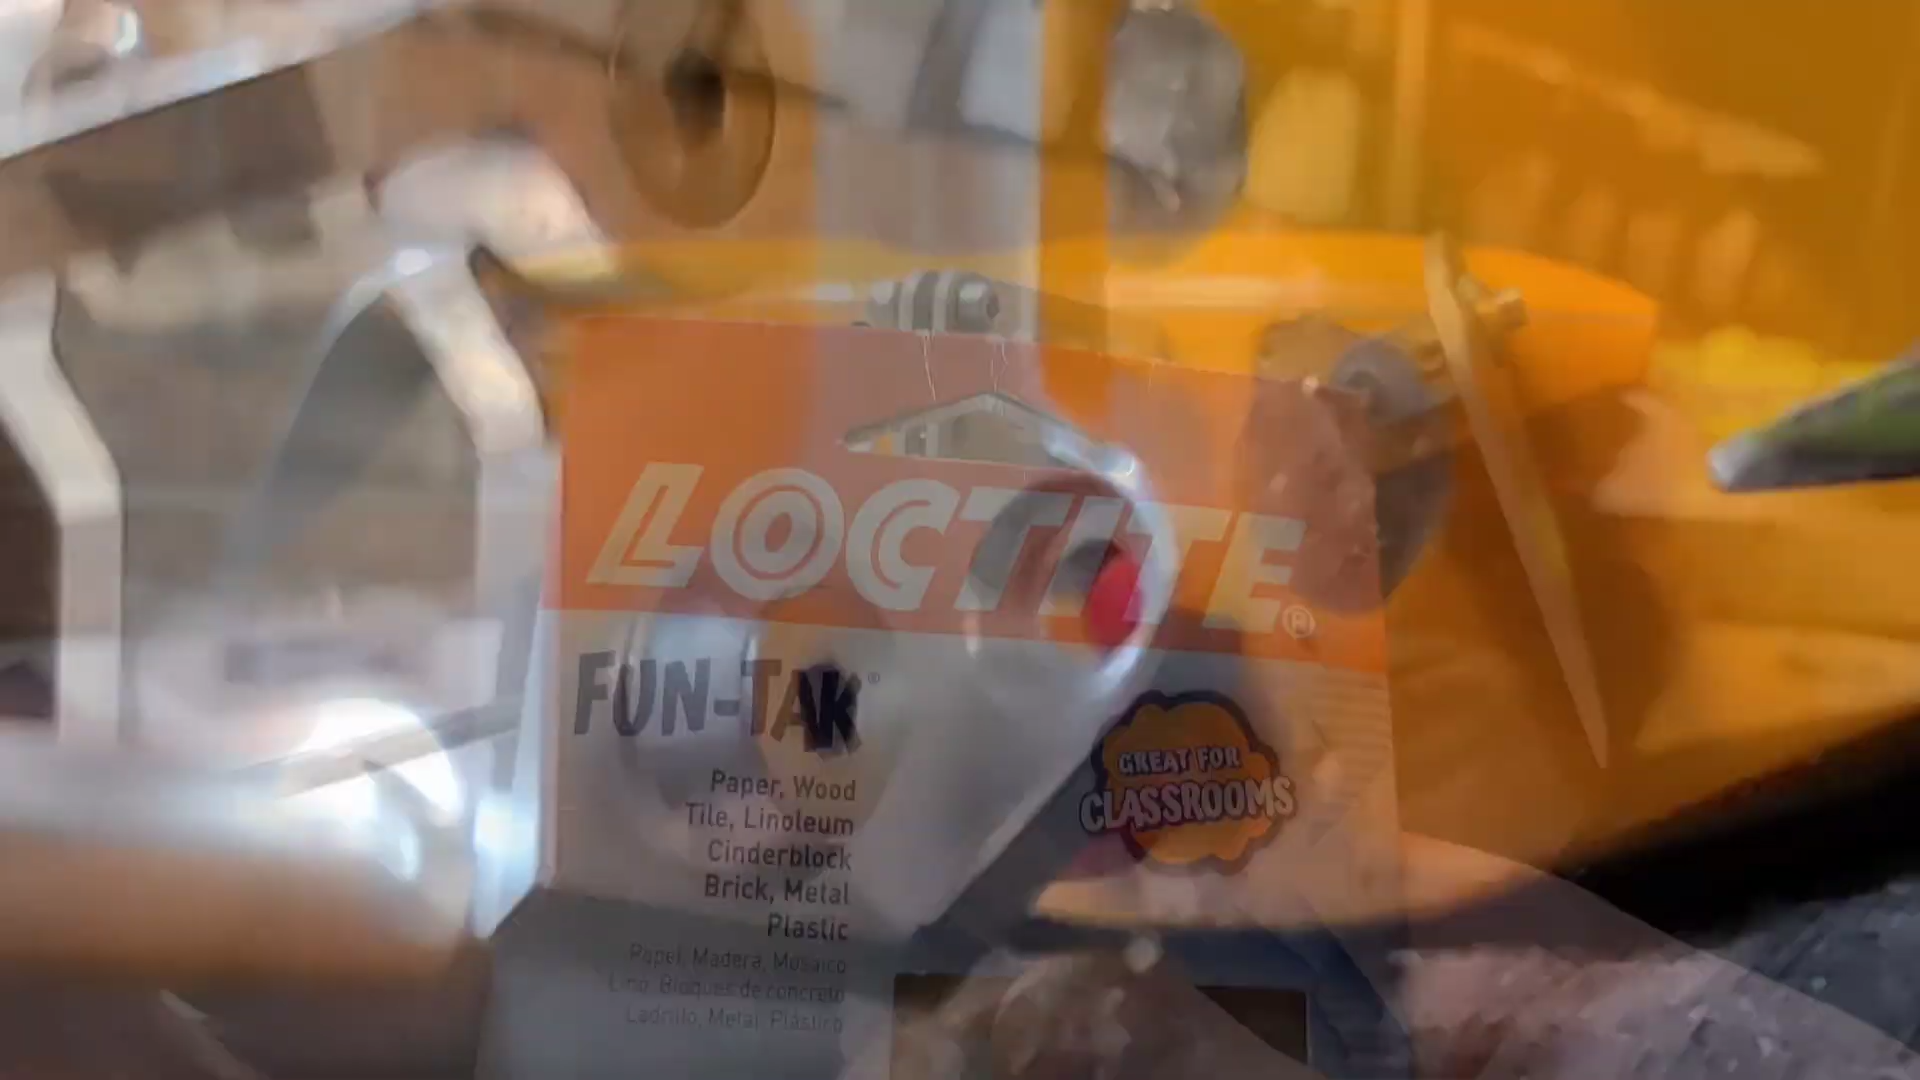 LOCTITE®
FUN-TAK®
Paper, Wood
Tile, Linoleum
Cinderblock
Brick, Metal
Plastic
GREAT FOR
CLASSROOMS
Papel, Madera, Mosaico
Lino, Bloques de concreto
Ladrillo, Metal, Plástico